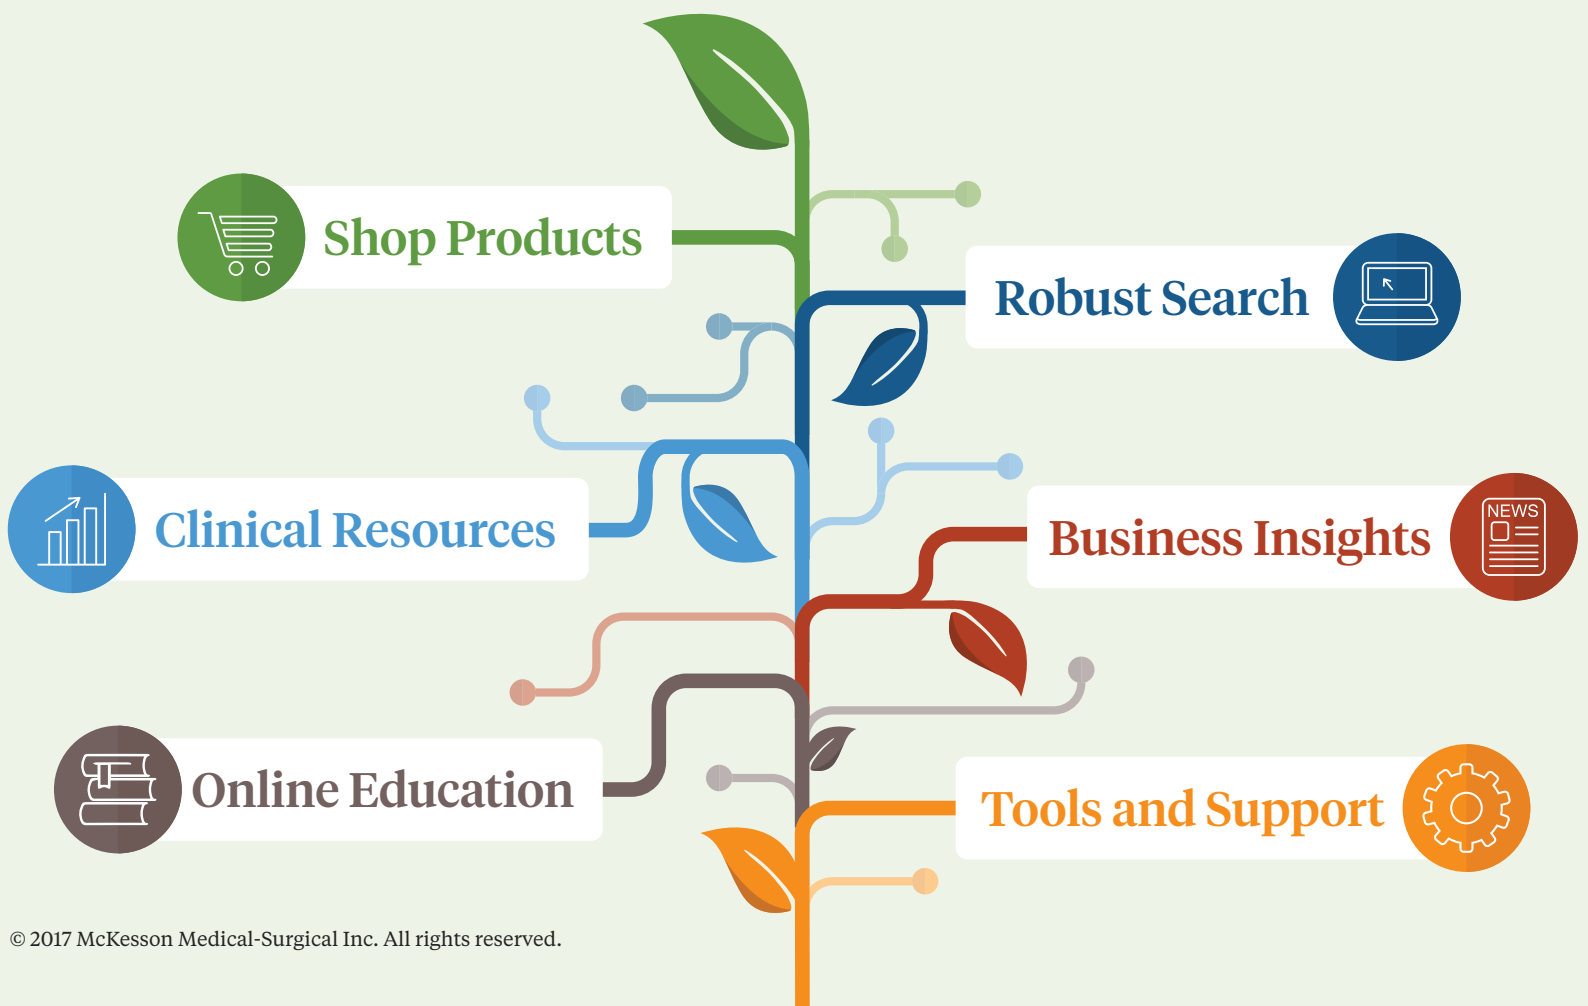 Shop Products
Robust Search
Clinical Resources
Business Insights
NEWS
Online Education
Tools and Support
© 2017 McKesson Medical-Surgical Inc. All rights reserved.